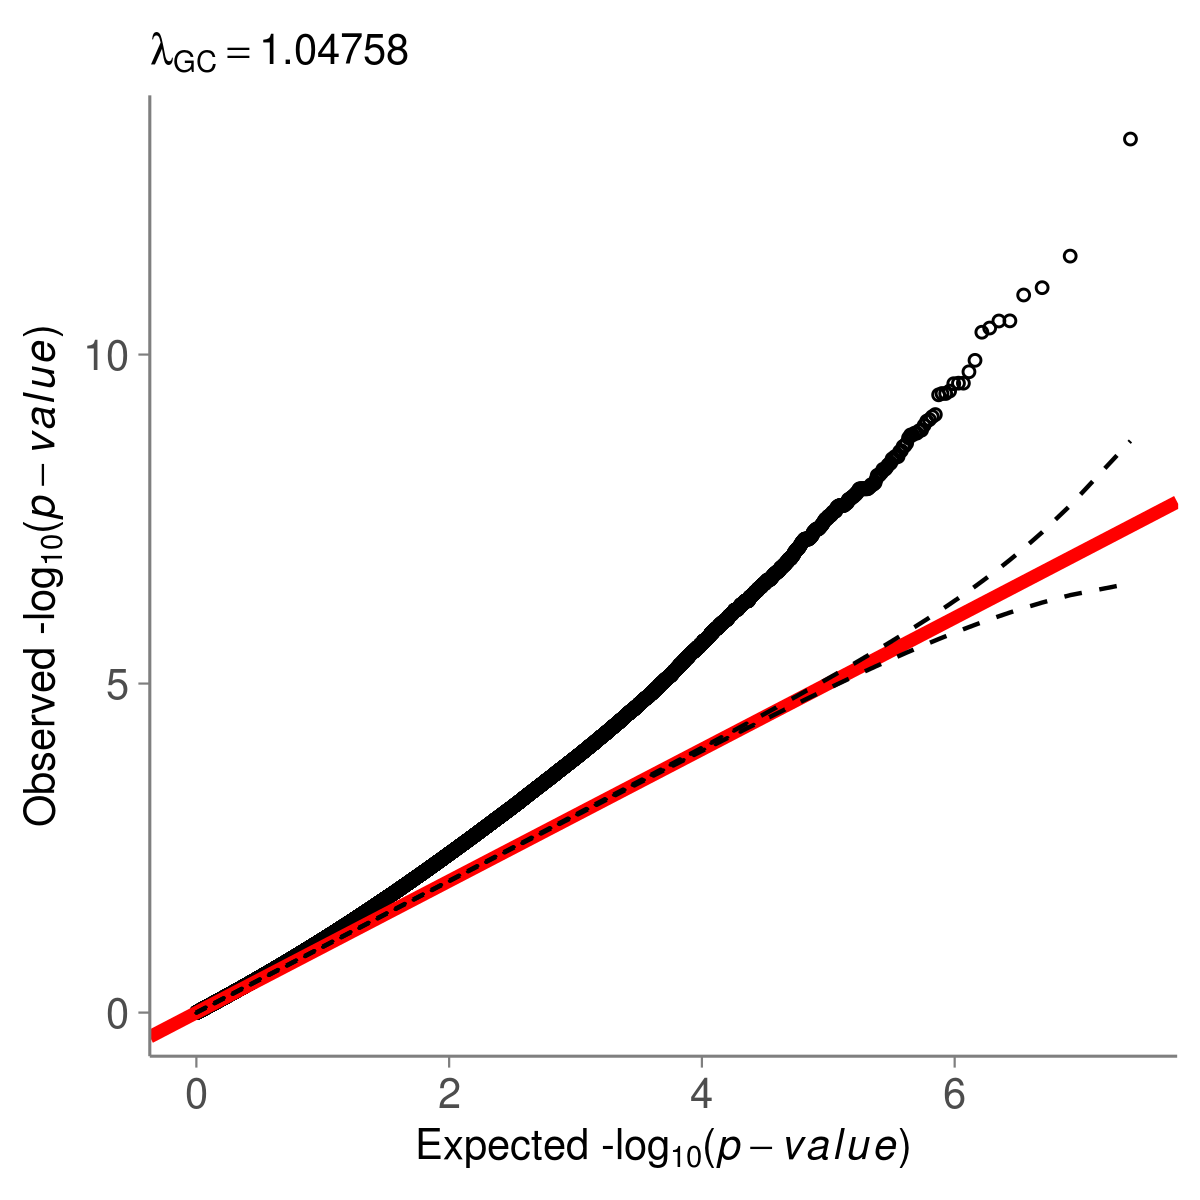 λGC = 1.04758
Observed -log10(p − value)
10
5
0
0 2 4 6
Expected -log10(p − value)